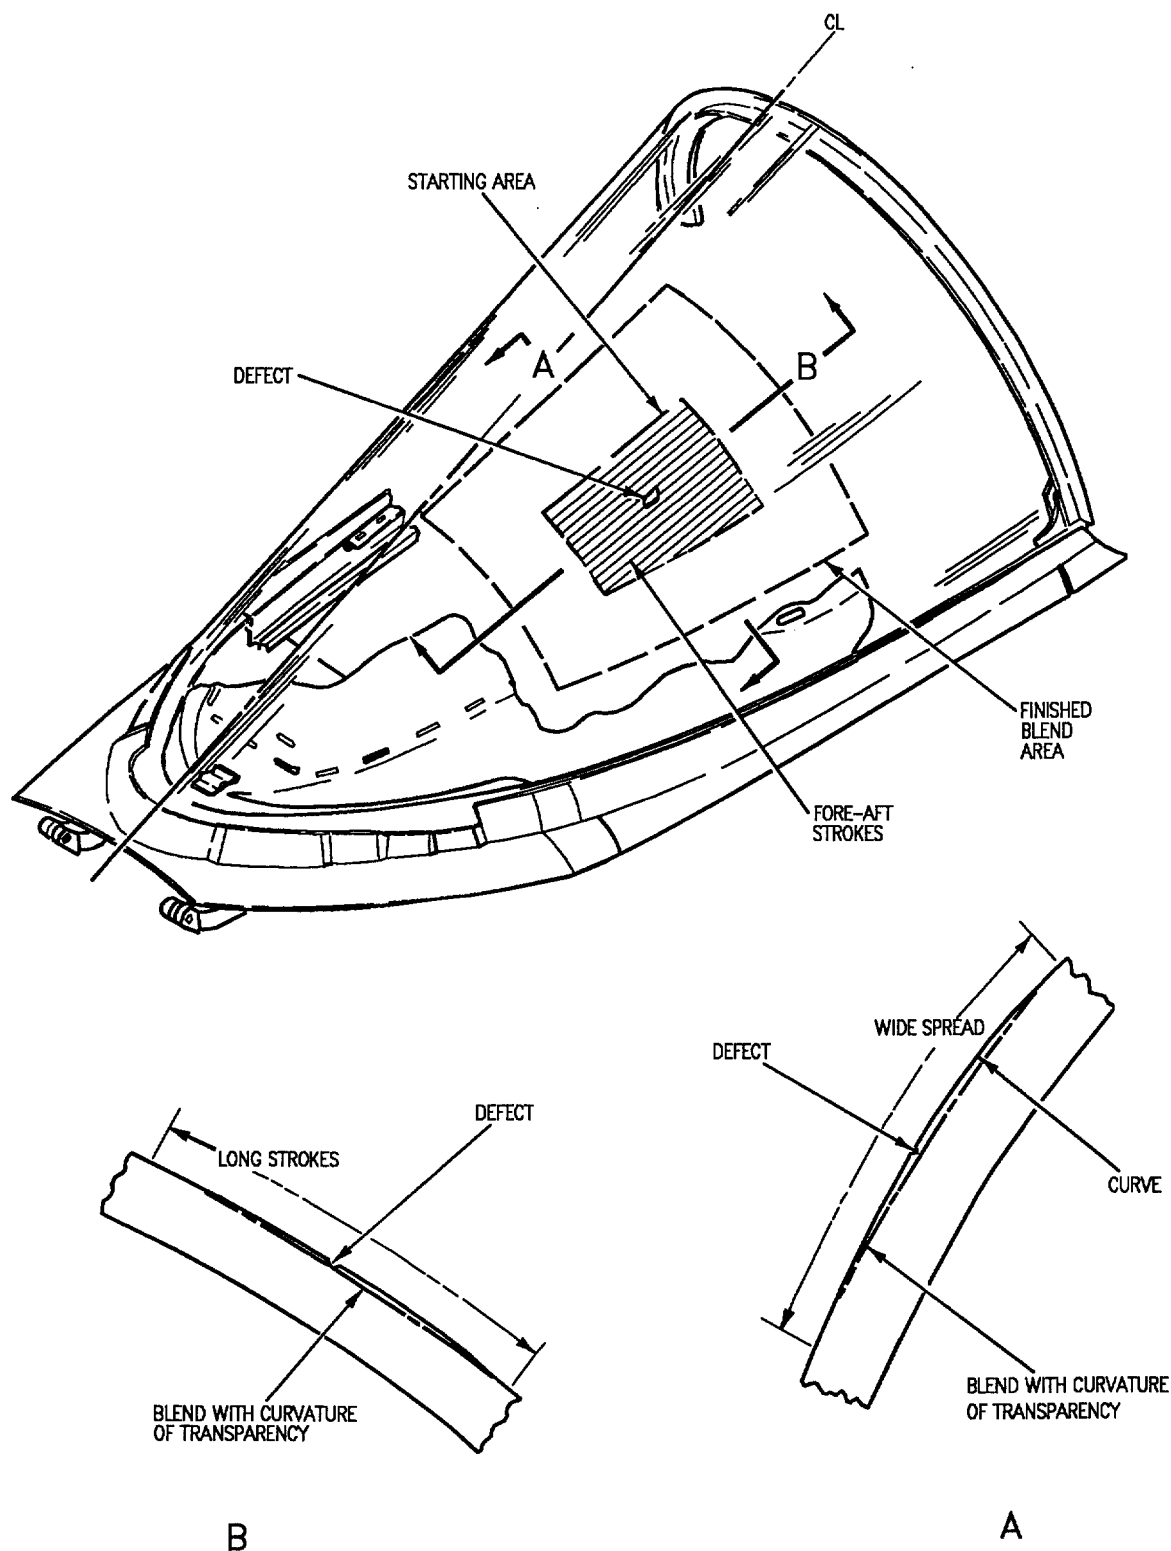 CL
STARTING AREA
A
B
DEFECT
FINISHED
BLEND
AREA
FORE-AFT
STROKES
WIDE SPREAD
DEFECT
CURVE
BLEND WITH CURVATURE
OF TRANSPARENCY
DEFECT
LONG STROKES
BLEND WITH CURVATURE
OF TRANSPARENCY
B
A